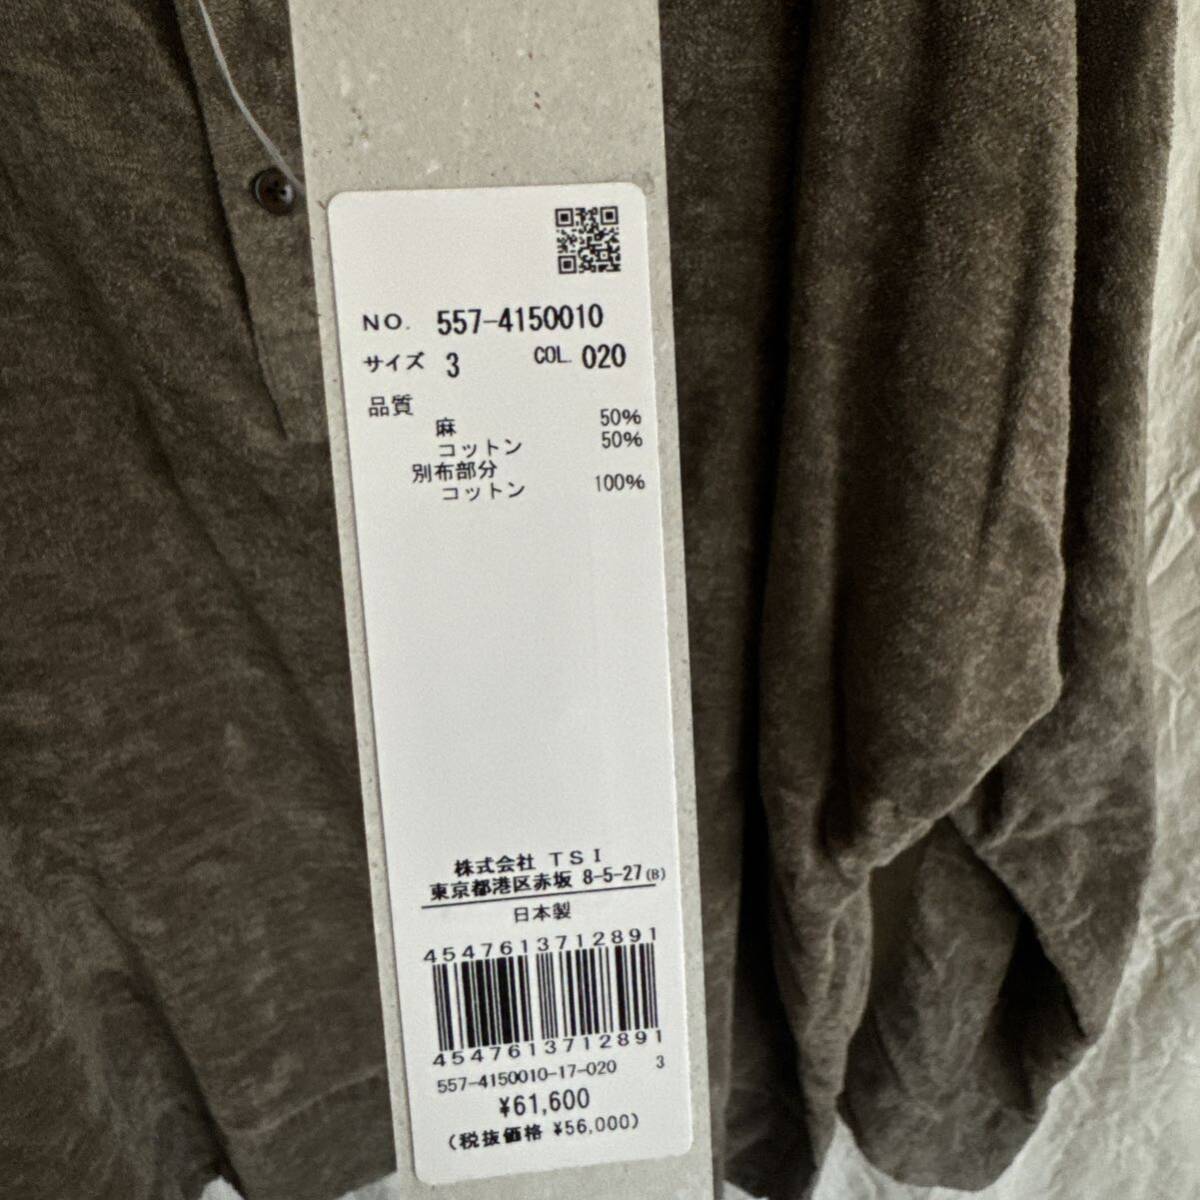 NO. 557-4150010
サイズ 3 COL. 020
品質
麻 50%
コットン 50%
別布部分
コットン 100%
株式会社 TSI
東京都港区赤坂 8-5-27(B)
日本製
4547613712891
4547613712891
557-4150010-17-020 3
¥61,600
(税抜価格 ¥56,000)